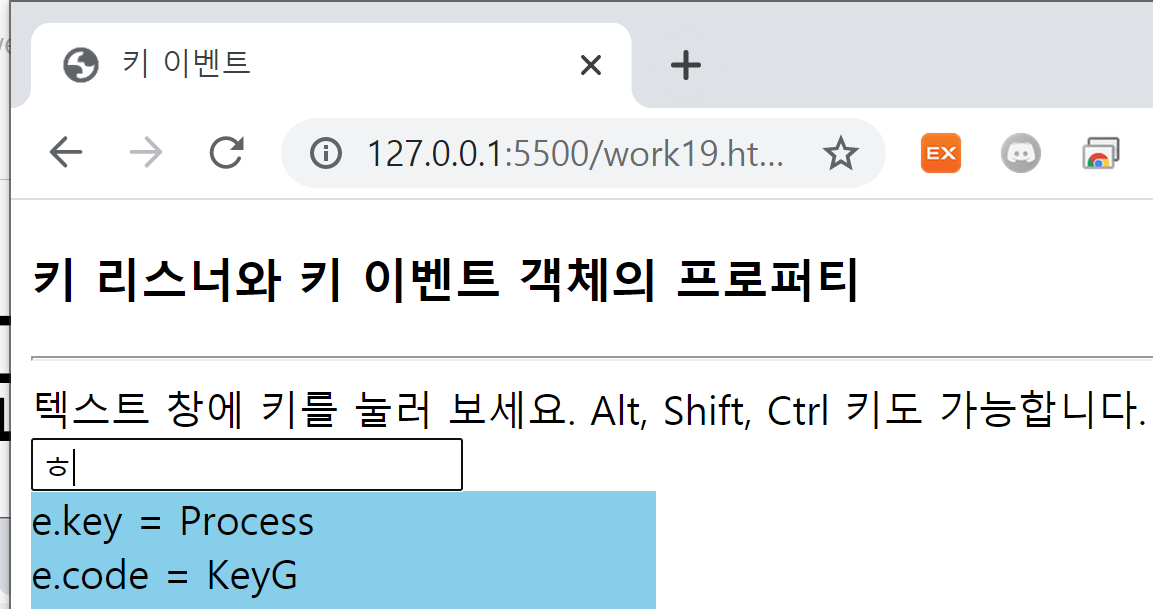 키 이벤트
127.0.0.1:5500/work19.ht...
EX
키 리스너와 키 이벤트 객체의 프로퍼티
텍스트 창에 키를 눌러 보세요. Alt, Shift, Ctrl 키도 가능합니다.
ㅎ
e.key = Process
e.code = KeyG